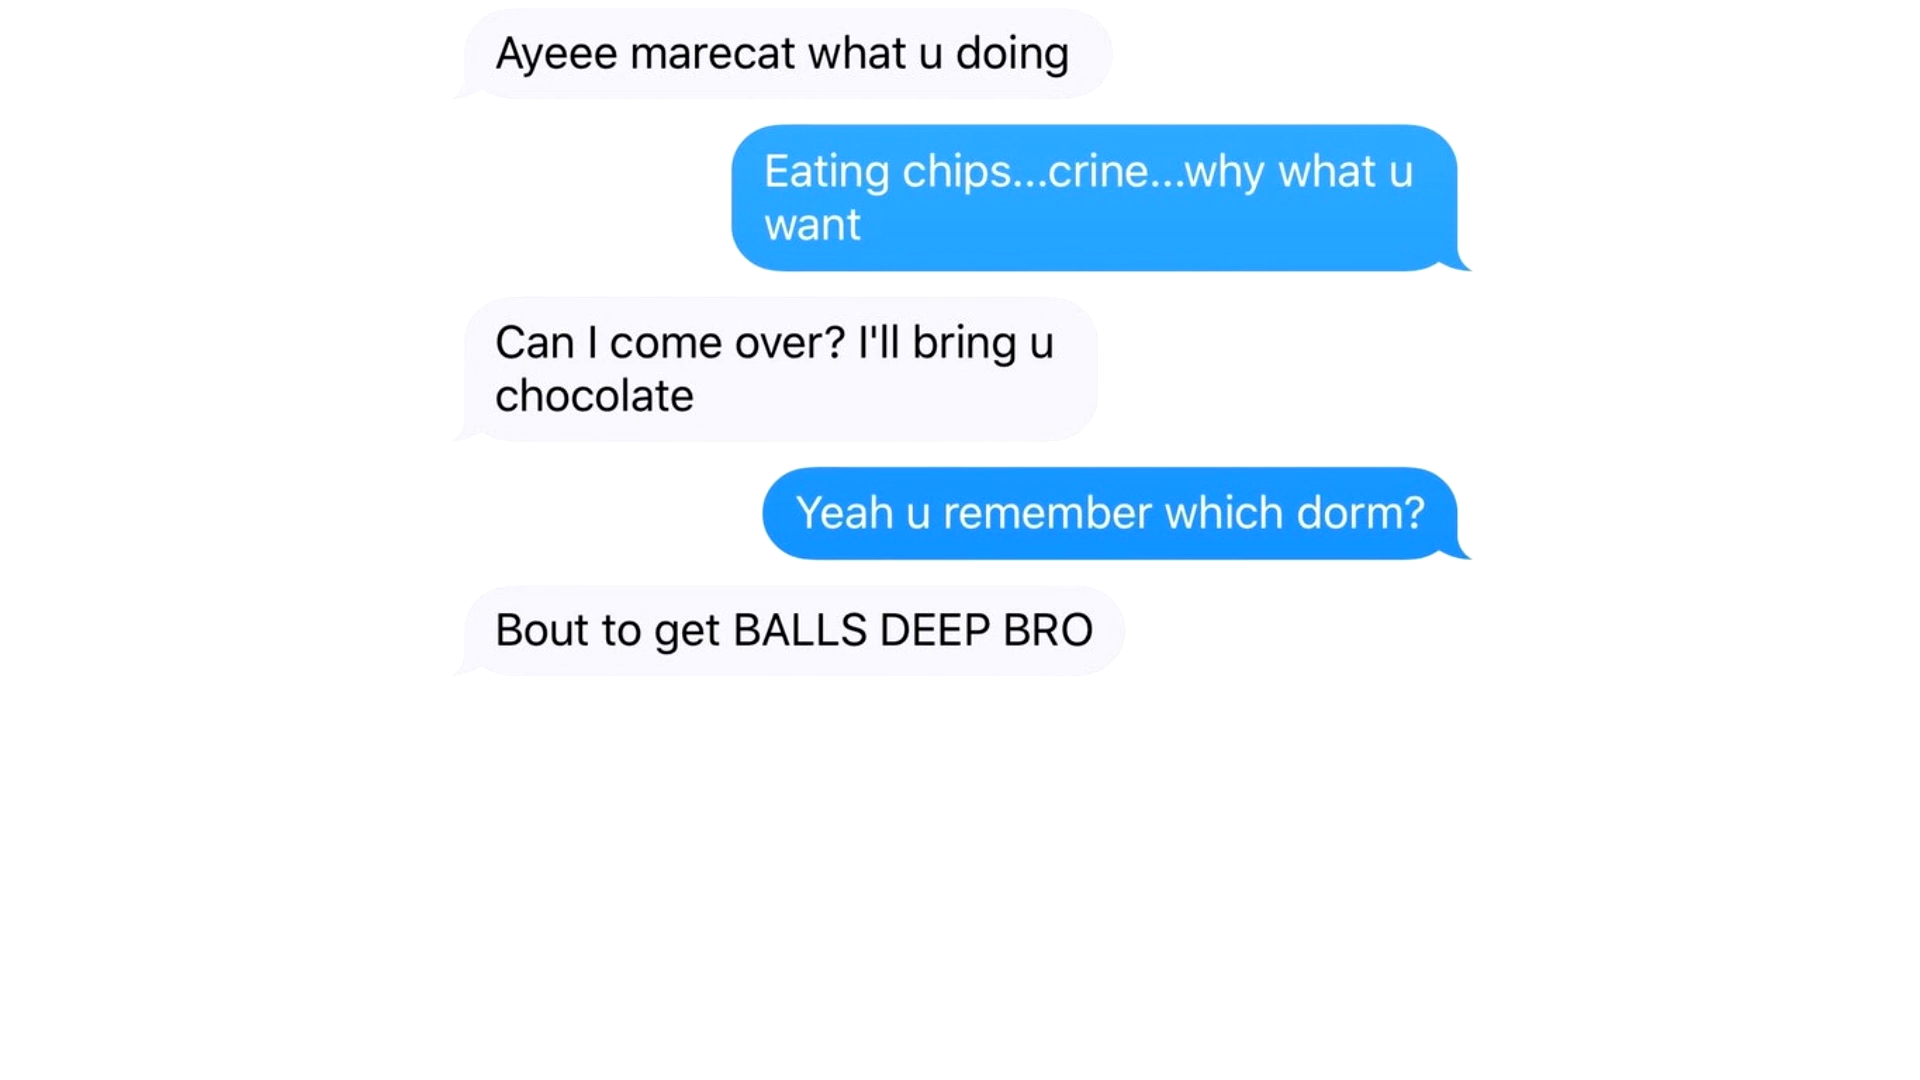 Ayeee marecat what u doing
Eating chips...crine...why what u
want
Can I come over? I'll bring u
chocolate
Yeah u remember which dorm?
Bout to get BALLS DEEP BRO